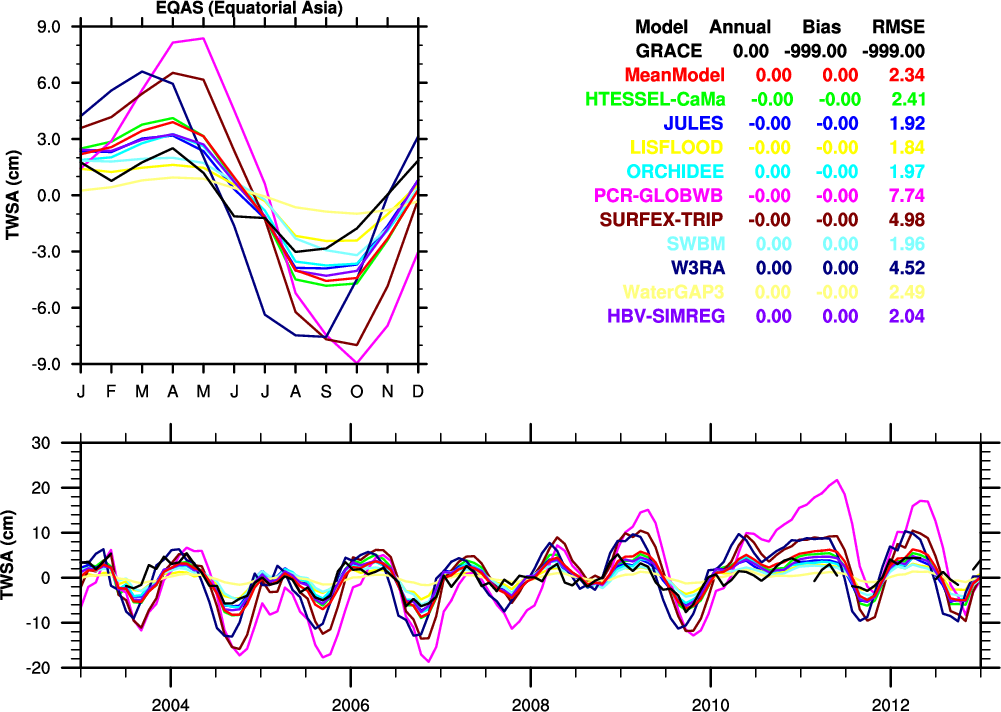 EQAS (Equatorial Asia)
9.0
6.0
3.0
0.0
-3.0
-6.0
-9.0
TWSA (cm)
J F M A M J J A S O N D
Model Annual Bias RMSE
GRACE 0.00 -999.00 -999.00
MeanModel 0.00 0.00 2.34
HTESSEL-CaMa -0.00 -0.00 2.41
JULES -0.00 -0.00 1.92
LISFLOOD -0.00 -0.00 1.84
ORCHIDEE 0.00 0.00 1.97
PCR-GLOBWB -0.00 -0.00 7.74
SURFEX-TRIP -0.00 -0.00 4.98
SWBM 0.00 0.00 1.96
W3RA 0.00 0.00 4.52
WaterGAP3 0.00 -0.00 2.49
HBV-SIMREG 0.00 0.00 2.04
30
20
10
0
-10
-20
TWSA (cm)
2004 2006 2008 2010 2012